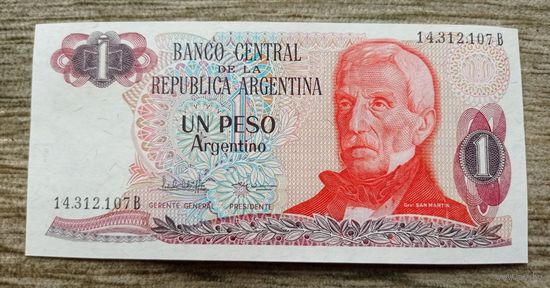 1
14.312.107 B
BANCO CENTRAL
DE LA
REPUBLICA ARGENTINA
UN PESO
Argentino
1
14.312.107 B
GERENTE GENERAL PRESIDENTE
Gral SAN MARTIN